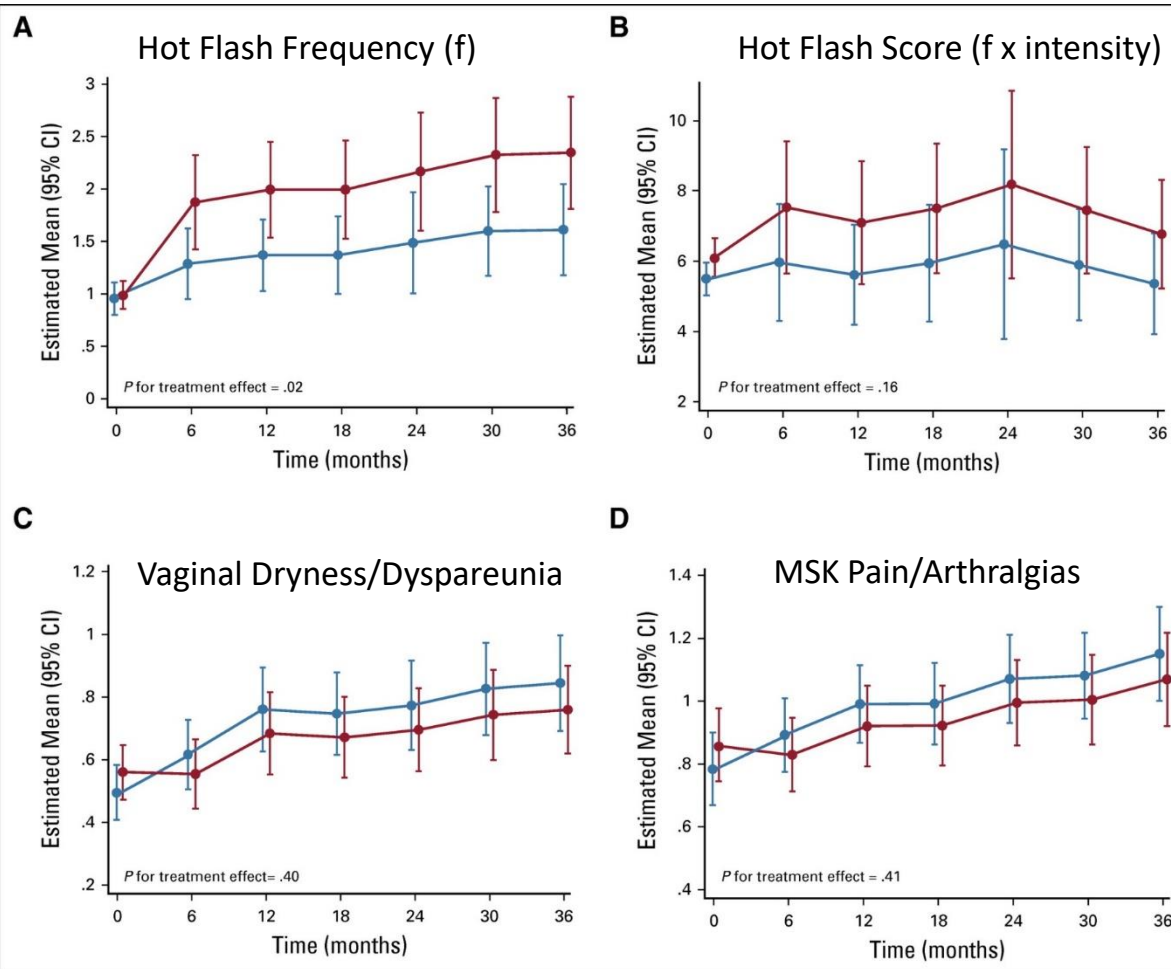 A
Hot Flash Frequency (f)
Estimated Mean (95% CI)
3
2.5
2
1.5
1
.5
0
P for treatment effect = .02
0 6 12 18 24 30 36
Time (months)
B
Hot Flash Score (f x intensity)
Estimated Mean (95% CI)
10
8
6
4
2
P for treatment effect = .16
0 6 12 18 24 30 36
Time (months)
C
Vaginal Dryness/Dyspareunia
Estimated Mean (95% CI)
1.2
1
.8
.6
.4
.2
P for treatment effect= .40
0 6 12 18 24 30 36
Time (months)
D
MSK Pain/Arthralgias
Estimated Mean (95% CI)
1.4
1.2
1
.8
.6
.4
P for treatment effect = .41
0 6 12 18 24 30 36
Time (months)